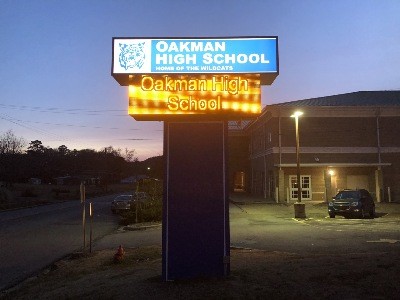 OAKMAN
HIGH SCHOOL
HOME OF THE WILDCATS
Oakman High
School